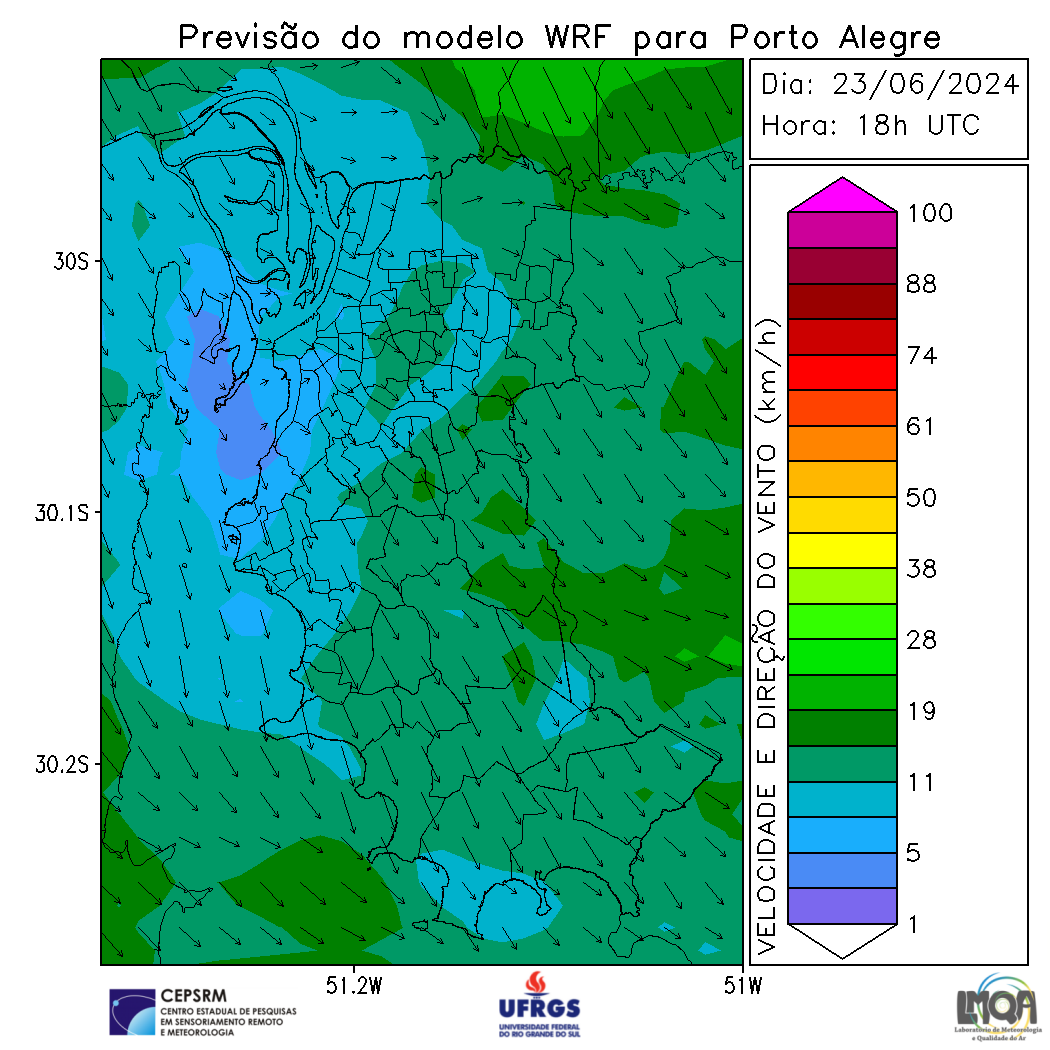 Previsão do modelo WRF para Porto Alegre
Dia: 23/06/2024
Hora: 18h UTC
30S
30.1S
30.2S
51.2W
51W
VELOCIDADE E DIREÇÃO DO VENTO (km/h)
100
88
74
61
50
38
28
19
11
5
1
CEPSRM
CENTRO ESTADUAL DE PESQUISAS
EM SENSORIAMENTO REMOTO
E METEOROLOGIA
UFRGS
UNIVERSIDADE FEDERAL
DO RIO GRANDE DO SUL
LMQA
Laboratório de Meteorologia
e Qualidade do Ar